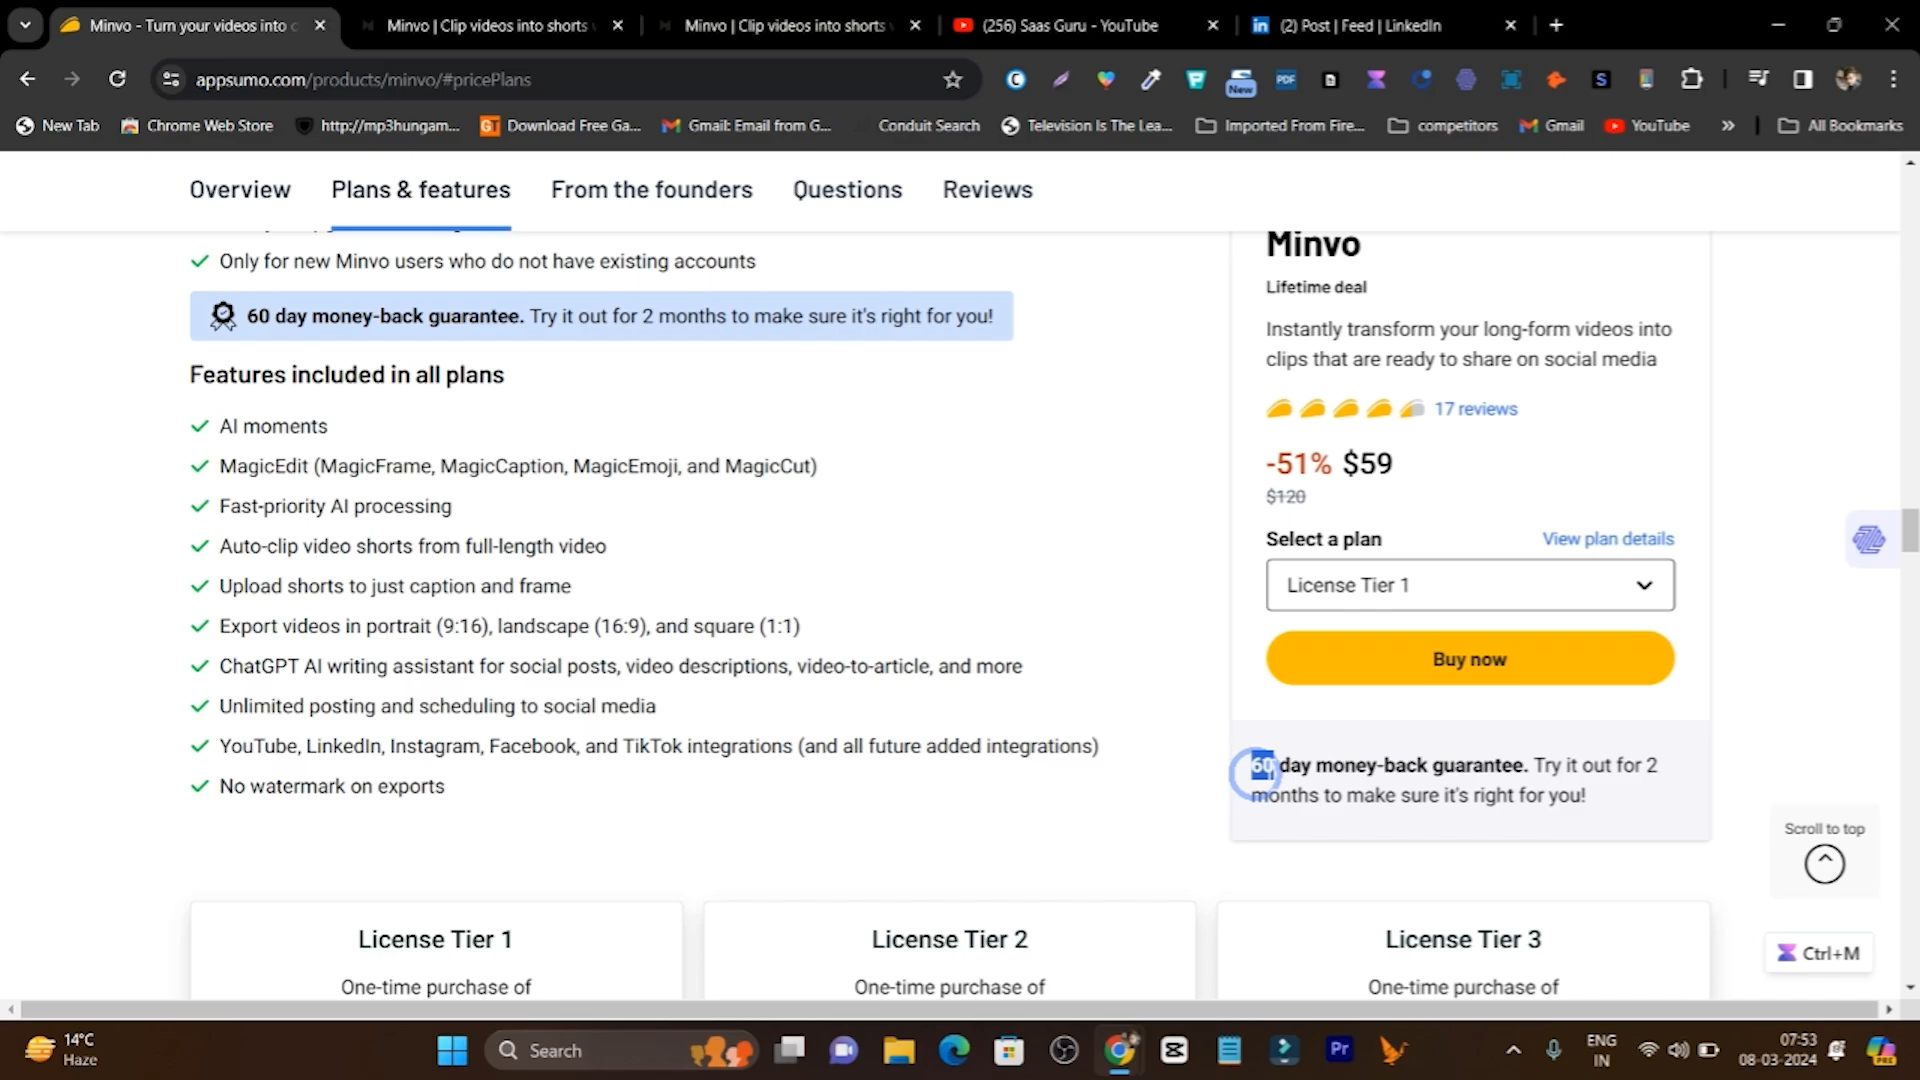 Minvo - Turn your videos into c
Minvo | Clip videos into shorts
Minvo | Clip videos into shorts
(256) Saas Guru - YouTube
(2) Post | Feed | LinkedIn
appsumo.com/products/minvo/#pricePlans
New
PDF
New Tab
Chrome Web Store
http://mp3hungam...
Download Free Ga...
Gmail: Email from G...
Conduit Search
Television Is The Lea...
Imported From Fire...
competitors
Gmail
YouTube
All Bookmarks
Overview
Plans & features
From the founders
Questions
Reviews
Only for new Minvo users who do not have existing accounts
60 day money-back guarantee. Try it out for 2 months to make sure it's right for you!
Features included in all plans
AI moments
MagicEdit (MagicFrame, MagicCaption, MagicEmoji, and MagicCut)
Fast-priority AI processing
Auto-clip video shorts from full-length video
Upload shorts to just caption and frame
Export videos in portrait (9:16), landscape (16:9), and square (1:1)
ChatGPT AI writing assistant for social posts, video descriptions, video-to-article, and more
Unlimited posting and scheduling to social media
YouTube, LinkedIn, Instagram, Facebook, and TikTok integrations (and all future added integrations)
No watermark on exports
Minvo
Lifetime deal
Instantly transform your long-form videos into
clips that are ready to share on social media
17 reviews
-51% $59
$120
Select a plan
View plan details
License Tier 1
Buy now
60 day money-back guarantee. Try it out for 2
months to make sure it's right for you!
Scroll to top
Ctrl+M
License Tier 1
One-time purchase of
License Tier 2
One-time purchase of
License Tier 3
One-time purchase of
14°C
Haze
Search
Pr
ENG
IN
07:53
08-03-2024
PRE